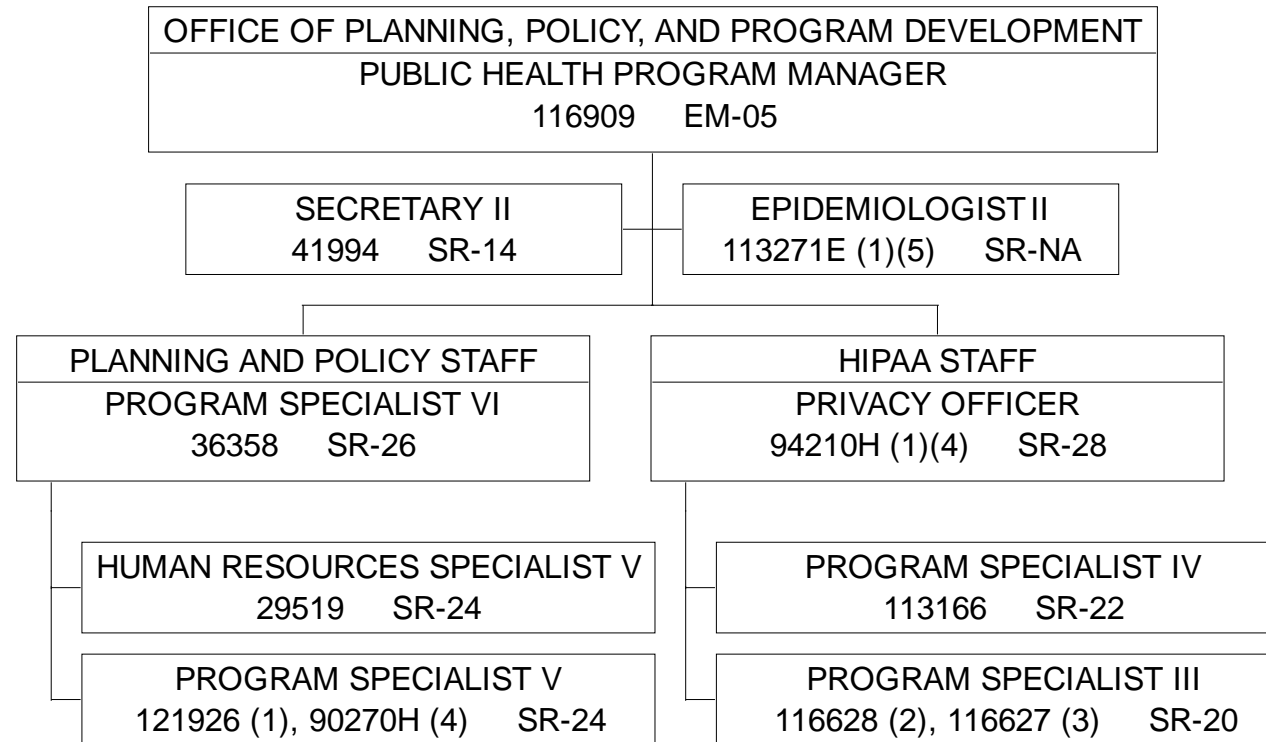 OFFICE OF PLANNING, POLICY, AND PROGRAM DEVELOPMENT
PUBLIC HEALTH PROGRAM MANAGER
116909 EM-05
SECRETARY II
41994 SR-14
EPIDEMIOLOGIST II
113271E (1)(5) SR-NA
PLANNING AND POLICY STAFF
PROGRAM SPECIALIST VI
36358 SR-26
HUMAN RESOURCES SPECIALIST V
29519 SR-24
PROGRAM SPECIALIST V
121926 (1), 90270H (4) SR-24
HIPAA STAFF
PRIVACY OFFICER
94210H (1)(4) SR-28
PROGRAM SPECIALIST IV
113166 SR-22
PROGRAM SPECIALIST III
116628 (2), 116627 (3) SR-20